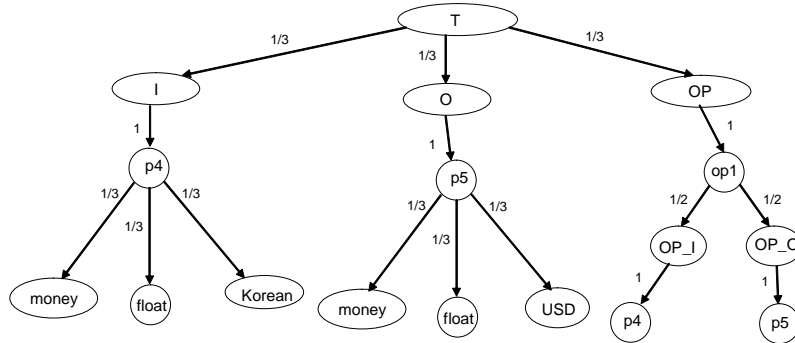 T
1/3
1/3
1/3
I
O
OP
1
1
1
p4
p5
op1
1/3
1/3
1/3
1/3
1/3
1/3
1/2
1/2
OP_I
OP_O
money
float
Korean
money
float
USD
1
1
p4
p5